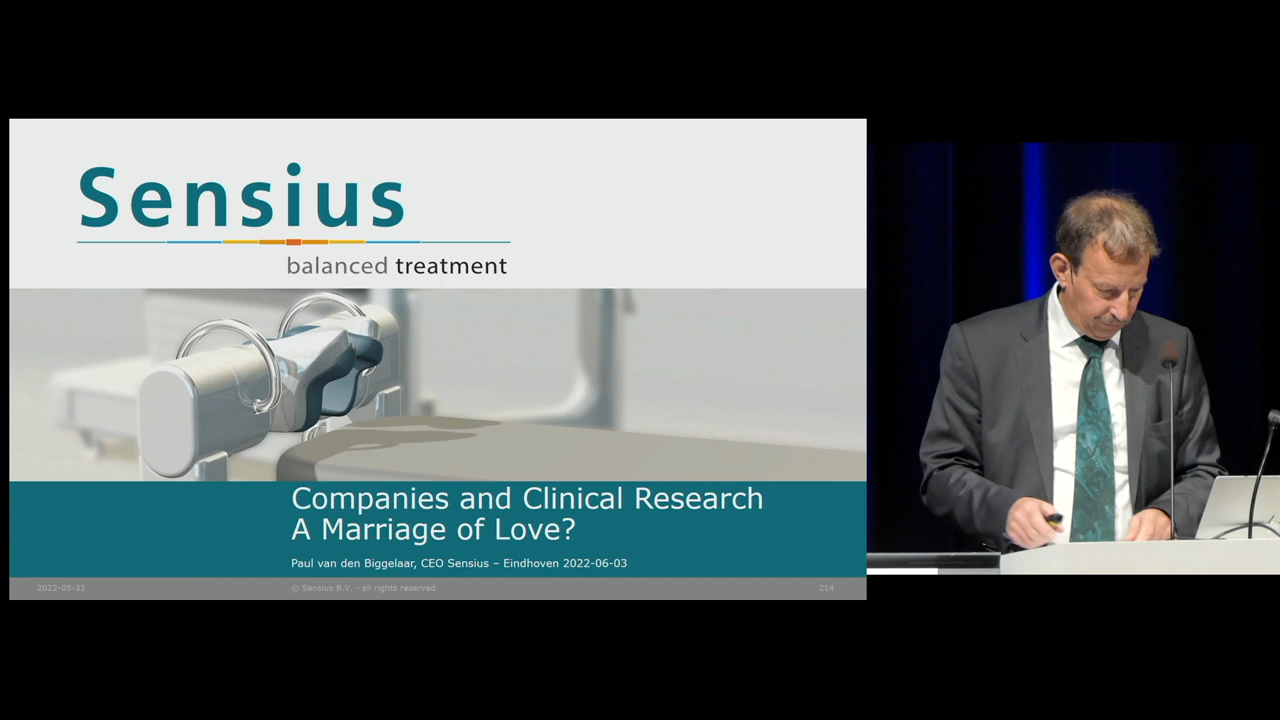 Sensius
balanced treatment
Companies and Clinical Research
A Marriage of Love?
Paul van den Biggelaar, CEO Sensius – Eindhoven 2022-06-03
2022-05-31
© Sensius B.V. - all rights reserved
214